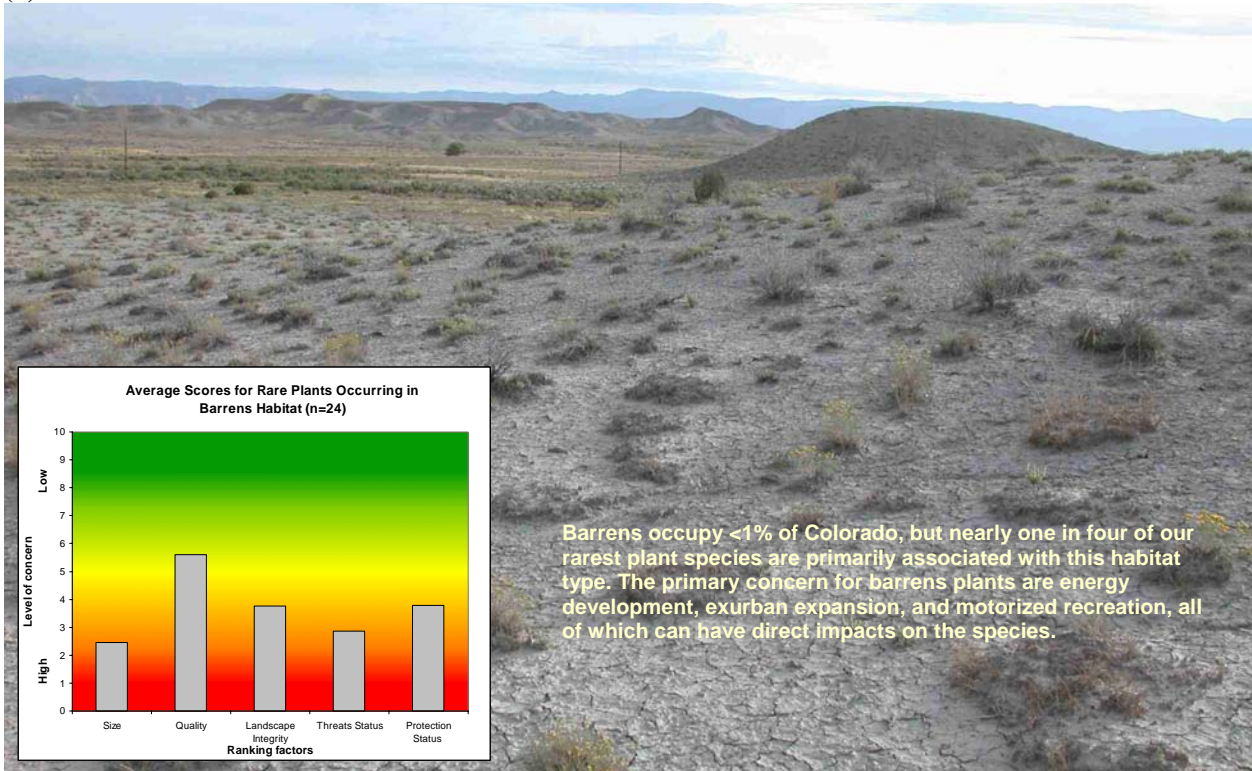 Average Scores for Rare Plants Occurring in
Barrens Habitat (n=24)
10
9
8
7
6
5
4
3
2
1
0
Low
Level of concern
High
Size
Quality
Landscape
Integrity
Threats Status
Protection
Status
Ranking factors
Barrens occupy <1% of Colorado, but nearly one in four of our
rarest plant species are primarily associated with this habitat
type. The primary concern for barrens plants are energy
development, exurban expansion, and motorized recreation, all
of which can have direct impacts on the species.